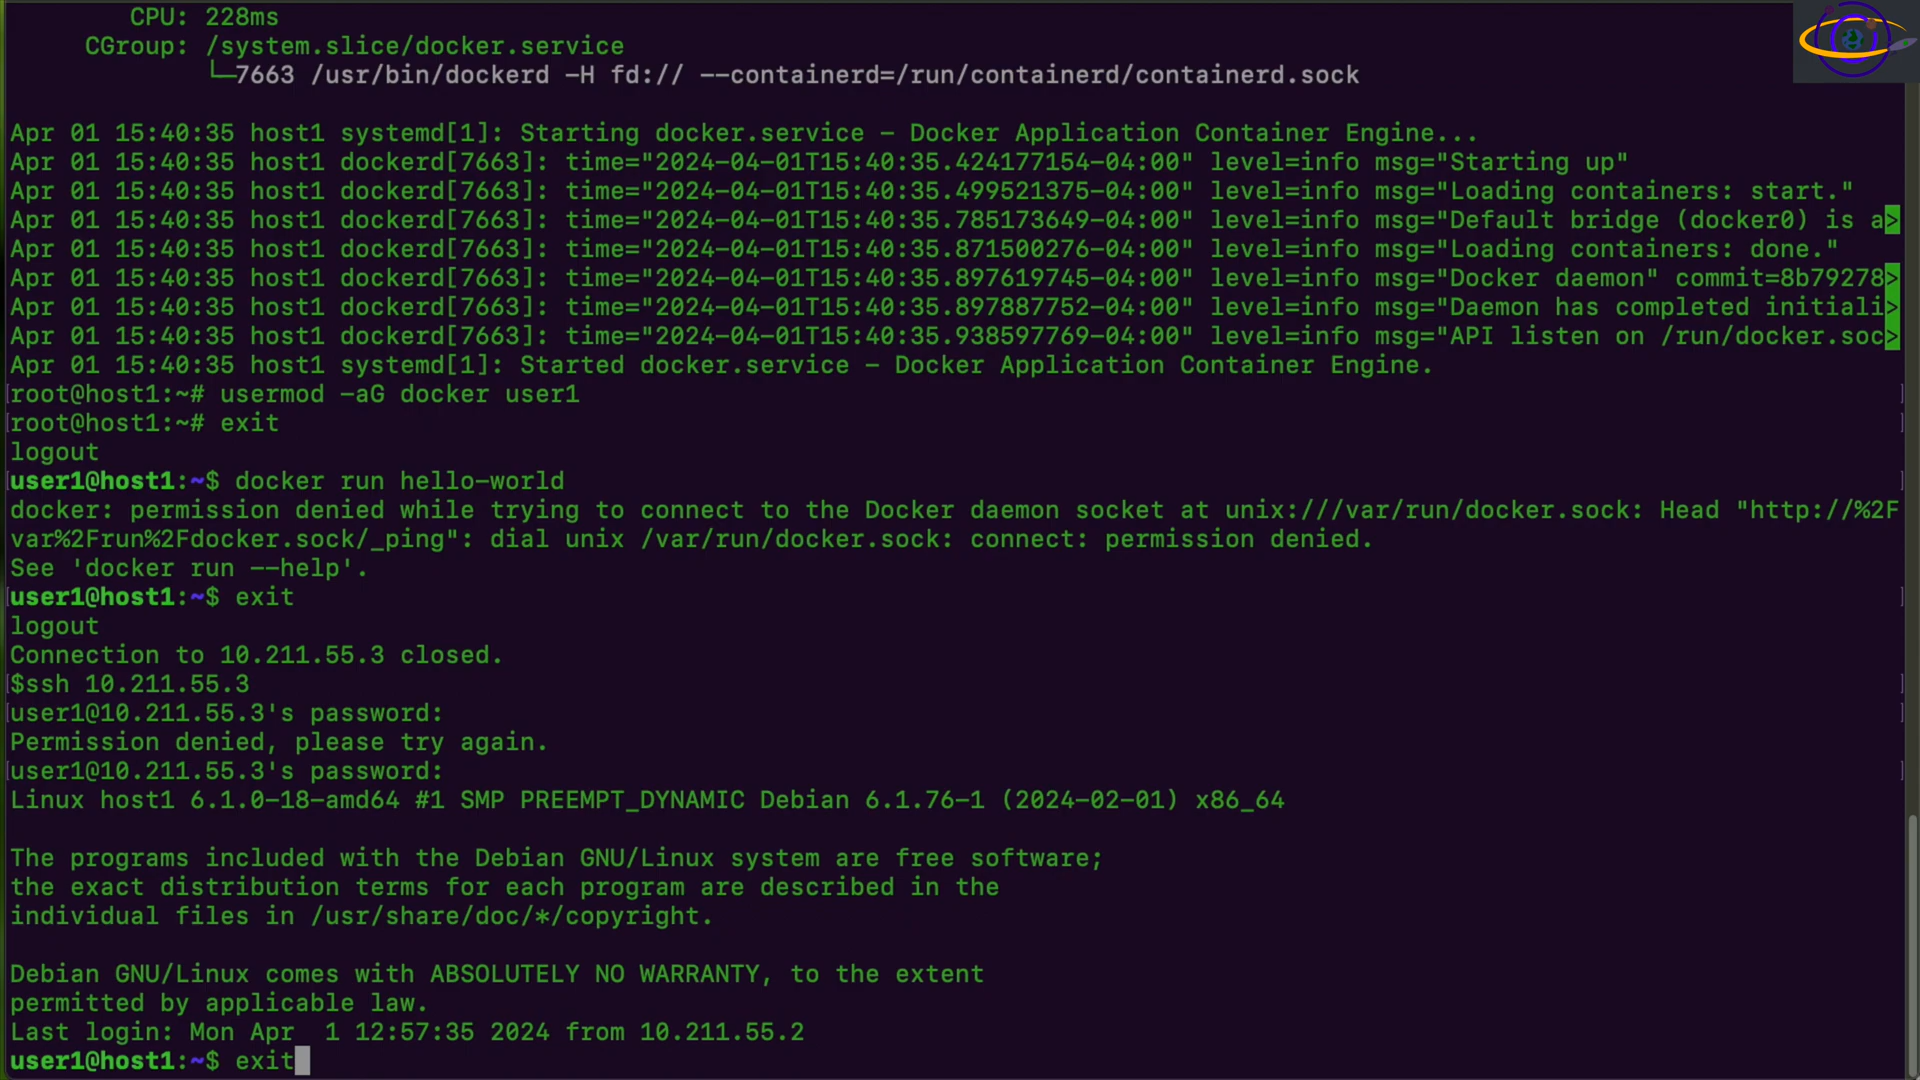 CPU: 228ms
CGroup: /system.slice/docker.service
└─7663 /usr/bin/dockerd -H fd:// --containerd=/run/containerd/containerd.sock
Apr 01 15:40:35 host1 systemd[1]: Starting docker.service - Docker Application Container Engine...
Apr 01 15:40:35 host1 dockerd[7663]: time="2024-04-01T15:40:35.424177154-04:00" level=info msg="Starting up"
Apr 01 15:40:35 host1 dockerd[7663]: time="2024-04-01T15:40:35.499521375-04:00" level=info msg="Loading containers: start."
Apr 01 15:40:35 host1 dockerd[7663]: time="2024-04-01T15:40:35.785173649-04:00" level=info msg="Default bridge (docker0) is a>
Apr 01 15:40:35 host1 dockerd[7663]: time="2024-04-01T15:40:35.871500276-04:00" level=info msg="Loading containers: done."
Apr 01 15:40:35 host1 dockerd[7663]: time="2024-04-01T15:40:35.897619745-04:00" level=info msg="Docker daemon" commit=8b79278>
Apr 01 15:40:35 host1 dockerd[7663]: time="2024-04-01T15:40:35.897887752-04:00" level=info msg="Daemon has completed initiali>
Apr 01 15:40:35 host1 dockerd[7663]: time="2024-04-01T15:40:35.938597769-04:00" level=info msg="API listen on /run/docker.soc>
Apr 01 15:40:35 host1 systemd[1]: Started docker.service - Docker Application Container Engine.
[root@host1:~# usermod -aG docker user1 ]
[root@host1:~# exit ]
logout
[user1@host1:~$ docker run hello-world ]
docker: permission denied while trying to connect to the Docker daemon socket at unix:///var/run/docker.sock: Head "http://%2F
var%2Frun%2Fdocker.sock/_ping": dial unix /var/run/docker.sock: connect: permission denied.
See 'docker run --help'.
[user1@host1:~$ exit ]
logout
Connection to 10.211.55.3 closed.
[$ssh 10.211.55.3 ]
[user1@10.211.55.3's password: ]
Permission denied, please try again.
[user1@10.211.55.3's password: ]
Linux host1 6.1.0-18-amd64 #1 SMP PREEMPT_DYNAMIC Debian 6.1.76-1 (2024-02-01) x86_64
The programs included with the Debian GNU/Linux system are free software;
the exact distribution terms for each program are described in the
individual files in /usr/share/doc/*/copyright.
Debian GNU/Linux comes with ABSOLUTELY NO WARRANTY, to the extent
permitted by applicable law.
Last login: Mon Apr  1 12:57:35 2024 from 10.211.55.2
user1@host1:~$ exit